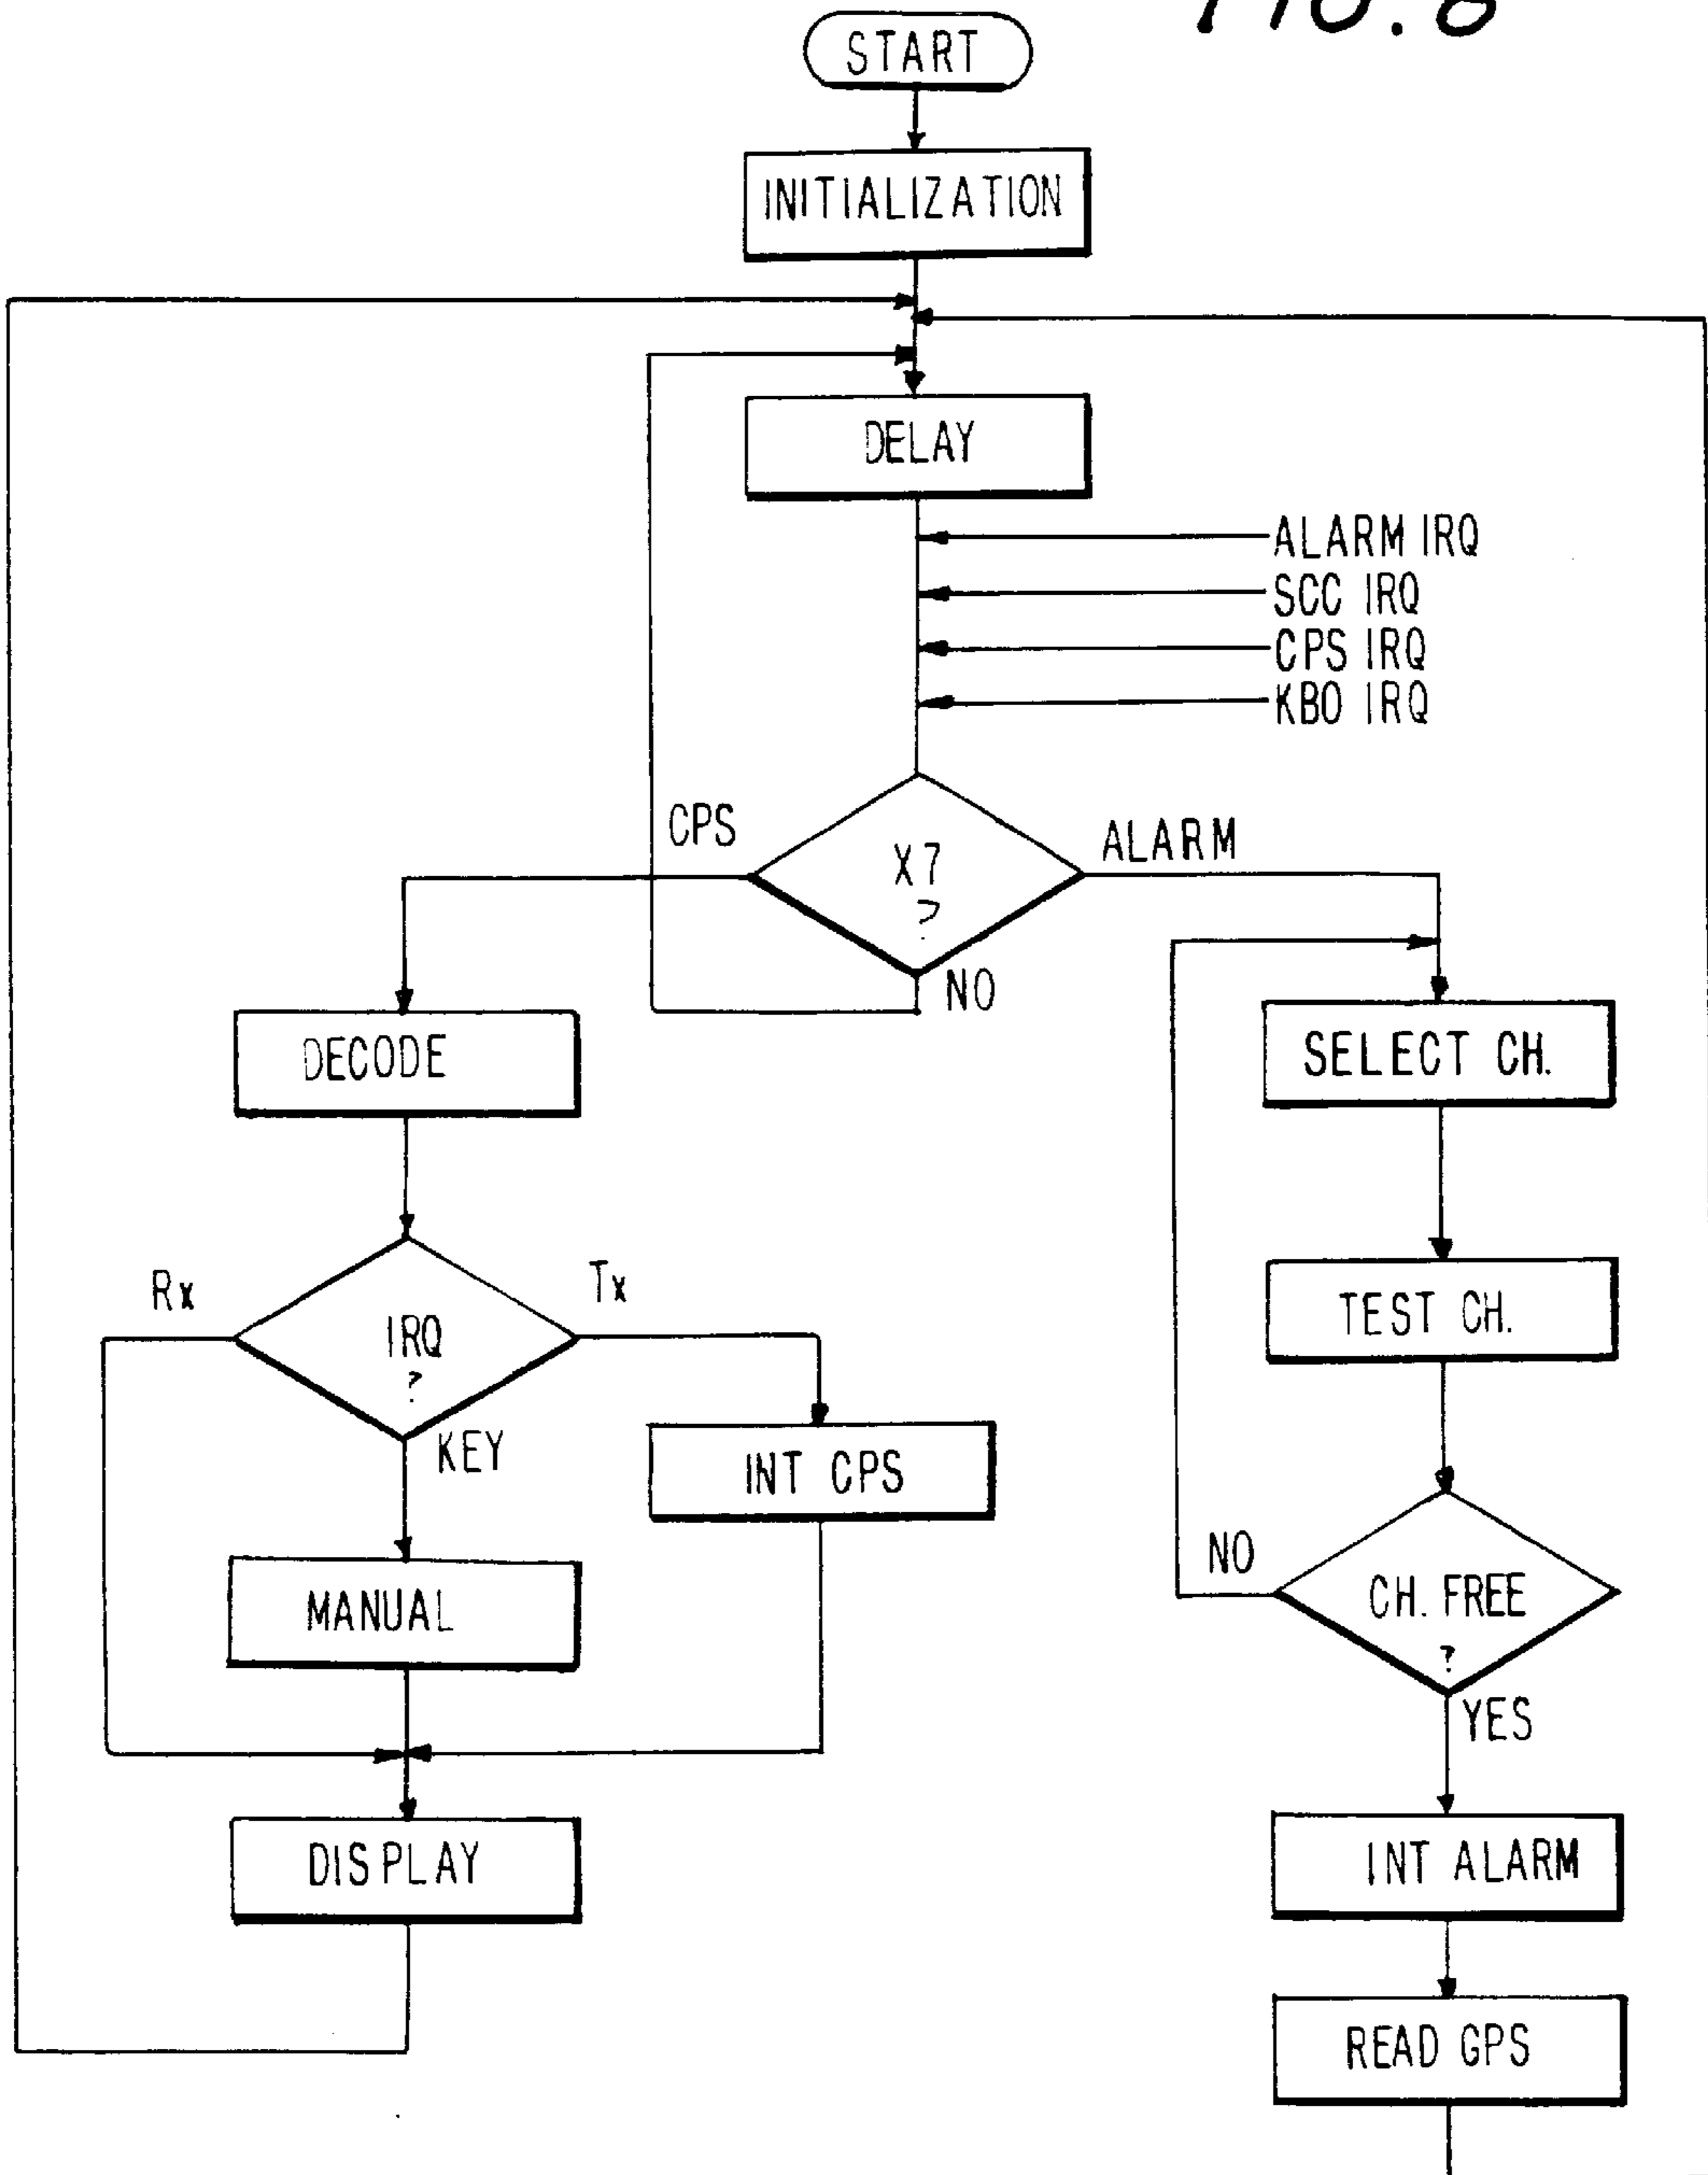 START
INITIALIZATION
DELAY
ALARM IRQ
SCC IRQ
CPS IRQ
KBO IRQ
CPS
X7
?
ALARM
NO
DECODE
SELECT CH.
Rx
IRQ
?
Tx
KEY
TEST CH.
INT CPS
MANUAL
NO
CH. FREE
?
YES
DISPLAY
INT ALARM
READ GPS